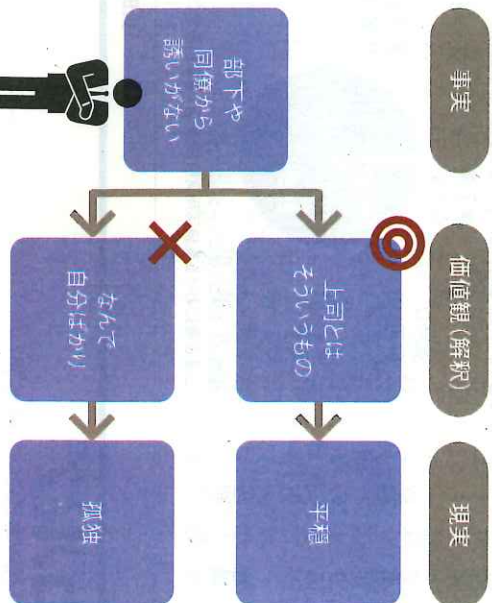 事実
価値観（解釈）
現実
部下や
同僚から
誘いがない
上司とは
そういうもの
平穏
なんで
自分ばかり
孤独